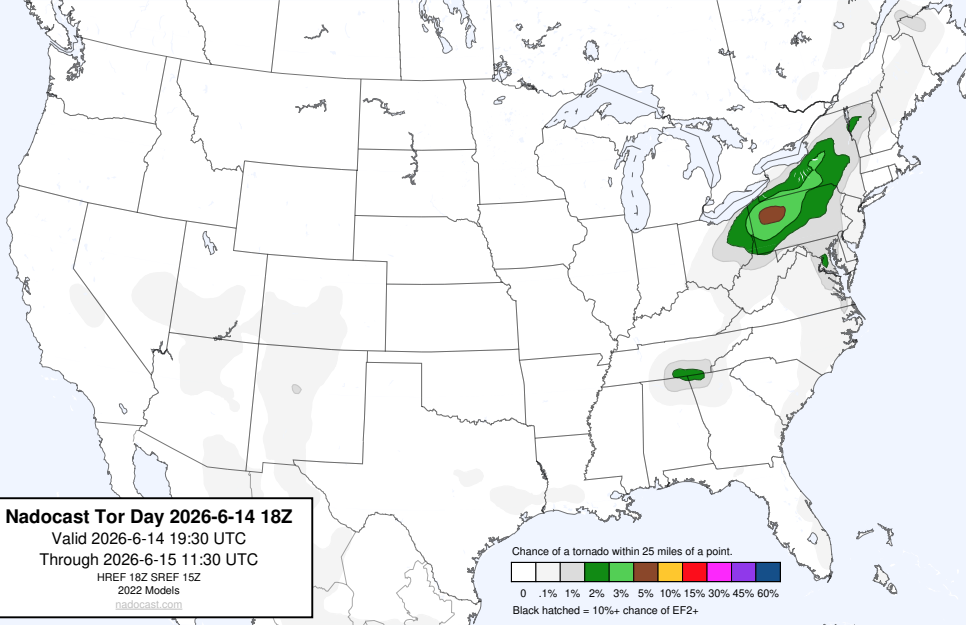 Nadocast Tor Day 2026-6-14 18Z
Valid 2026-6-14 19:30 UTC
Through 2026-6-15 11:30 UTC
HREF 18Z SREF 15Z
2022 Models
nadocast.com
Chance of a tornado within 25 miles of a point.
0 .1% 1% 2% 3% 5% 10% 15% 30% 45% 60%
Black hatched = 10%+ chance of EF2+